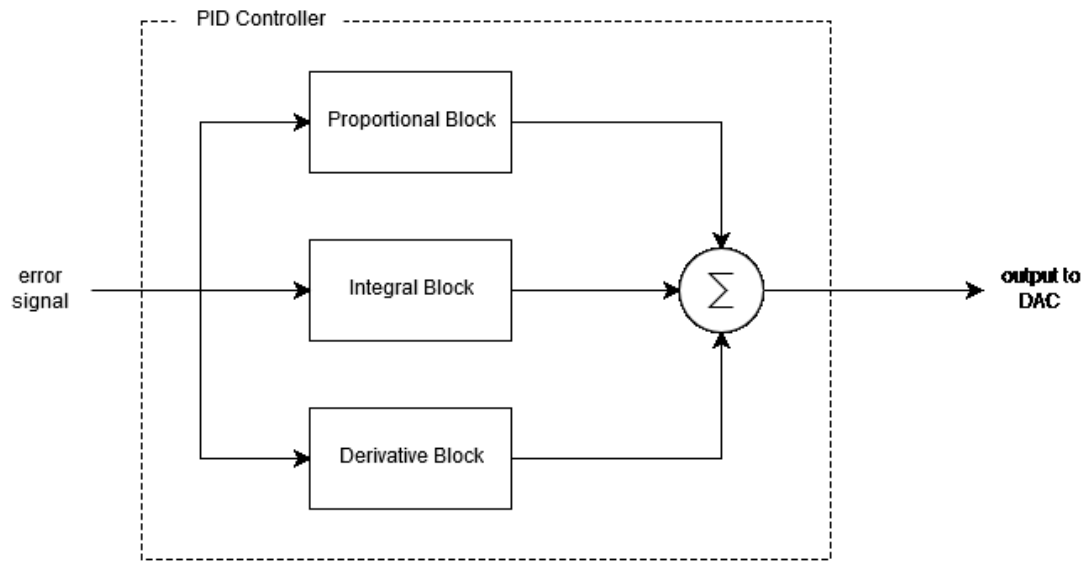 PID Controller
Proportional Block
error
signal
Integral Block
Σ
output to
DAC
Derivative Block